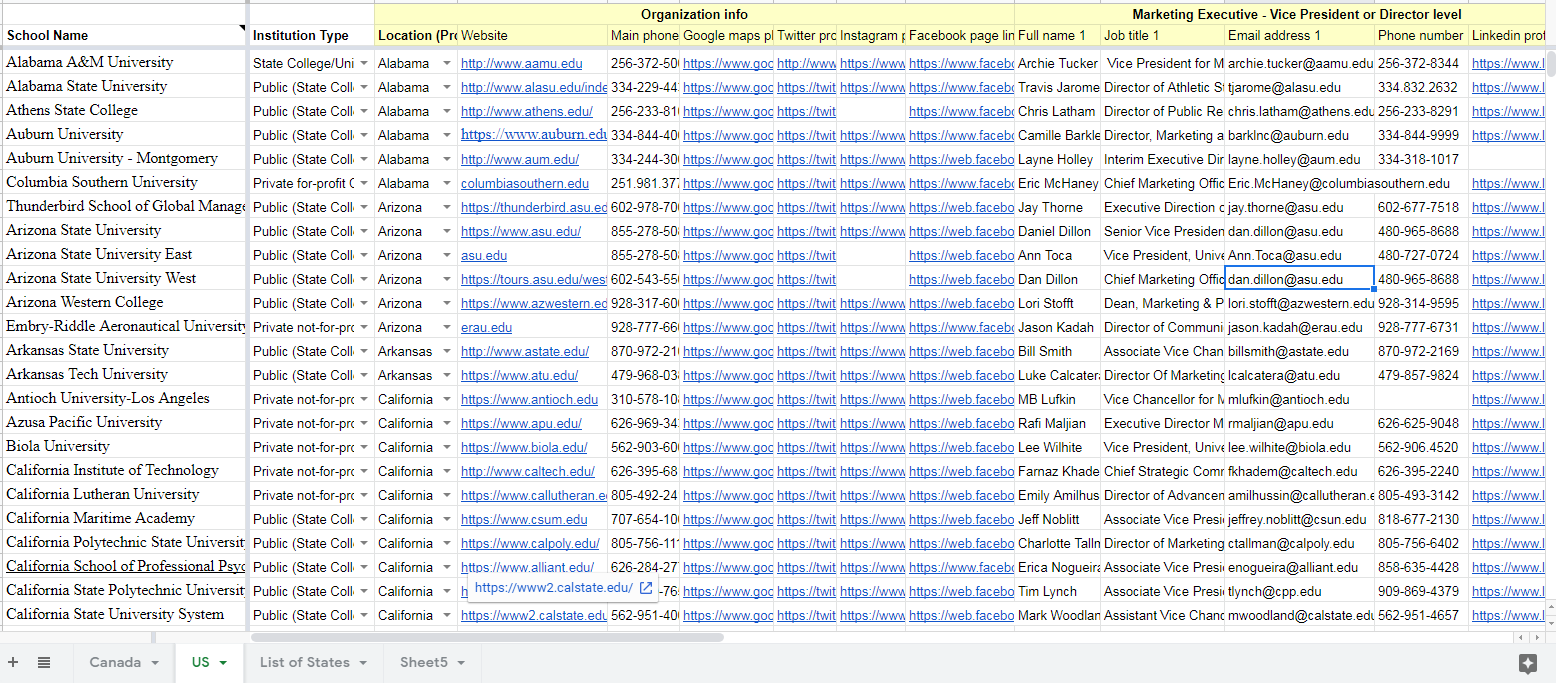 Organization info Marketing Executive - Vice President or Director level
School Name Institution Type Location (Pro Website Main phone Google maps pl Twitter pro Instagram p Facebook page lin Full name 1 Job title 1 Email address 1 Phone number Linkedin prof
Alabama A&M University State College/Uni Alabama http://www.aamu.edu 256-372-50 https://www.goo http://www https://www https://www.facebo Archie Tucker Vice President for M archie.tucker@aamu.edu 256-372-8344 https://www.l
Alabama State University Public (State Coll Alabama http://www.alasu.edu/inde 334-229-44 https://www.goo https://twit https://www https://www.facebo Travis Jarome Director of Athletic S tjarome@alasu.edu 334.832.2632 https://www.l
Athens State College Public (State Coll Alabama http://www.athens.edu/ 256-233-810 https://www.goo https://twit https://www.facebo Chris Latham Director of Public Re chris.latham@athens.edu 256-233-8291 https://www.l
Auburn University Public (State Coll Alabama https://www.auburn.edu 334-844-40 https://www.goo https://twit https://www https://www.facebo Camille Barkle Director, Marketing a barklnc@auburn.edu 334-844-9999 https://www.l
Auburn University - Montgomery Public (State Coll Alabama http://www.aum.edu/ 334-244-30 https://www.goo https://twit https://www https://web.facebo Layne Holley Interim Executive Dir layne.holley@aum.edu 334-318-1017
Columbia Southern University Private for-profit C Alabama columbiasouthern.edu 251.981.377 https://www.goo https://twit https://www https://www.facebo Eric McHaney Chief Marketing Offic Eric.McHaney@columbiasouthern.edu https://www.l
Thunderbird School of Global Manage Public (State Coll Arizona https://thunderbird.asu.ed 602-978-70 https://www.goo https://twit https://www https://web.facebo Jay Thorne Executive Direction o jay.thorne@asu.edu 602-677-7518 https://www.l
Arizona State University Public (State Coll Arizona https://www.asu.edu/ 855-278-50 https://www.goo https://twit https://www https://web.facebo Daniel Dillon Senior Vice Presiden dan.dillon@asu.edu 480-965-8688 https://www.l
Arizona State University East Public (State Coll Arizona asu.edu 855-278-50 https://www.goo https://twit https://www https://web.facebo Ann Toca Vice President, Unive Ann.Toca@asu.edu 480-727-0724 https://www.l
Arizona State University West Public (State Coll Arizona https://tours.asu.edu/wes 602-543-55 https://www.goo https://twit https://www https://web.facebo Dan Dillon Chief Marketing Offic dan.dillon@asu.edu 480-965-8688 https://www.l
Arizona Western College Public (State Coll Arizona https://www.azwestern.ed 928-317-60 https://www.goo https://twit https://www https://web.facebo Lori Stofft Dean, Marketing & P lori.stofft@azwestern.edu 928-314-9595 https://www.l
Embry-Riddle Aeronautical University Private not-for-pro Arizona erau.edu 928-777-66 https://www.goo https://twit https://www https://web.facebo Jason Kadah Director of Communi jason.kadah@erau.edu 928-777-6731 https://www.l
Arkansas State University Public (State Coll Arkansas http://www.astate.edu/ 870-972-210 https://www.goo https://twit https://www https://web.facebo Bill Smith Associate Vice Chan billsmith@astate.edu 870-972-2169 https://www.l
Arkansas Tech University Public (State Coll Arkansas https://www.atu.edu/ 479-968-03 https://www.goo https://twit https://www https://web.facebo Luke Calcatera Director Of Marketing lcalcatera@atu.edu 479-857-9824 https://www.l
Antioch University-Los Angeles Private not-for-pro California https://www.antioch.edu 310-578-10 https://www.goo https://twit https://www https://web.facebo MB Lufkin Vice Chancellor for M mlufkin@antioch.edu https://www.l
Azusa Pacific University Private not-for-pro California https://www.apu.edu/ 626-969-34 https://www.goo https://twit https://www https://web.facebo Rafi Maljian Executive Director M rmaljian@apu.edu 626-625-9048 https://www.l
Biola University Private not-for-pro California https://www.biola.edu/ 562-903-60 https://www.goo https://twit https://www https://web.facebo Lee Wilhite Vice President, Unive lee.wilhite@biola.edu 562-906.4520 https://www.l
California Institute of Technology Private not-for-pro California http://www.caltech.edu/ 626-395-68 https://www.goo https://twit https://www https://web.facebo Farnaz Khade Chief Strategic Comr fkhadem@caltech.edu 626-395-2240 https://www.l
California Lutheran University Private not-for-pro California https://www.callutheran.e 805-492-24 https://www.goo https://twit https://www https://web.facebo Emily Amilhus Director of Advancen amilhussin@callutheran.e 805-493-3142 https://www.l
California Maritime Academy Public (State Coll California https://www.csum.edu 707-654-10 https://www.goo https://twit https://www https://web.facebo Jeff Noblitt Associate Vice Presi jeffrey.noblitt@csun.edu 818-677-2130 https://www.l
California Polytechnic State Universit Public (State Coll California https://www.calpoly.edu/ 805-756-111 https://www.goo https://twit https://www https://web.facebo Charlotte Tallm Director of Marketing ctallman@calpoly.edu 805-756-6402 https://www.l
California School of Professional Psyc Public (State Coll California https://www.alliant.edu/ 626-284-27 https://www.goo https://twit https://www https://web.facebo Erica Nogueira Associate Vice Presi enogueira@alliant.edu 858-635-4428 https://www.l
California State Polytechnic University Public (State Coll California h https://www2.calstate.edu/ -76 https://www.goo https://twit https://www https://web.facebo Tim Lynch Associate Vice Presi tlynch@cpp.edu 909-869-4379 https://www.l
California State University System Public (State Coll California https://www2.calstate.edu 562-951-40 https://www.goo https://twit https://www https://web.facebo Mark Woodlan Assistant Vice Chanc mwoodland@calstate.edu 562-951-4657 https://www.l
Canada US List of States Sheet5